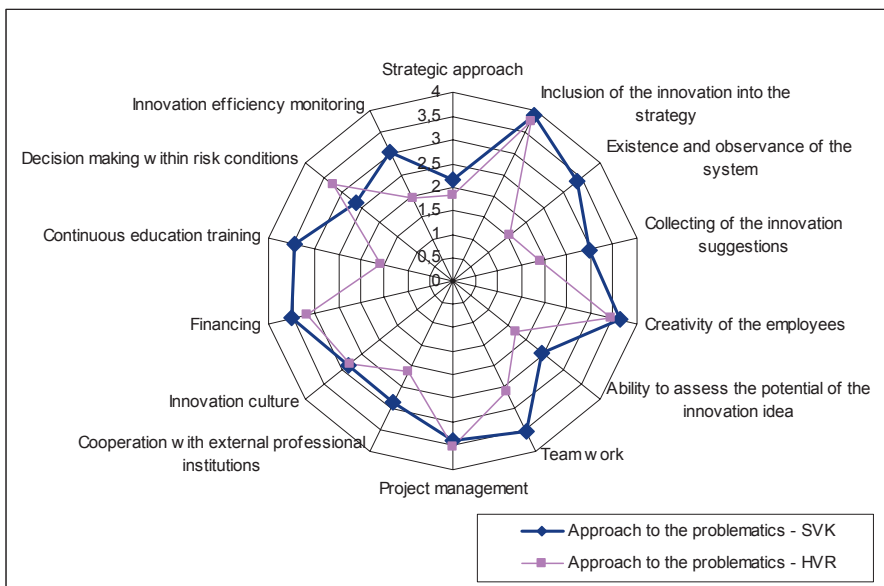 Strategic approach
Inclusion of the innovation into the
strategy
Existence and observance of the
system
Collecting of the innovation
suggestions
Creativity of the employees
Ability to assess the potential of the
innovation idea
Team work
Project management
Cooperation with external professional
institutions
Innovation culture
Financing
Continuous education training
Decision making within risk conditions
Innovation efficiency monitoring
4
3,5
3
2,5
2
1,5
1
0,5
0
Approach to the problematics - SVK
Approach to the problematics - HVR